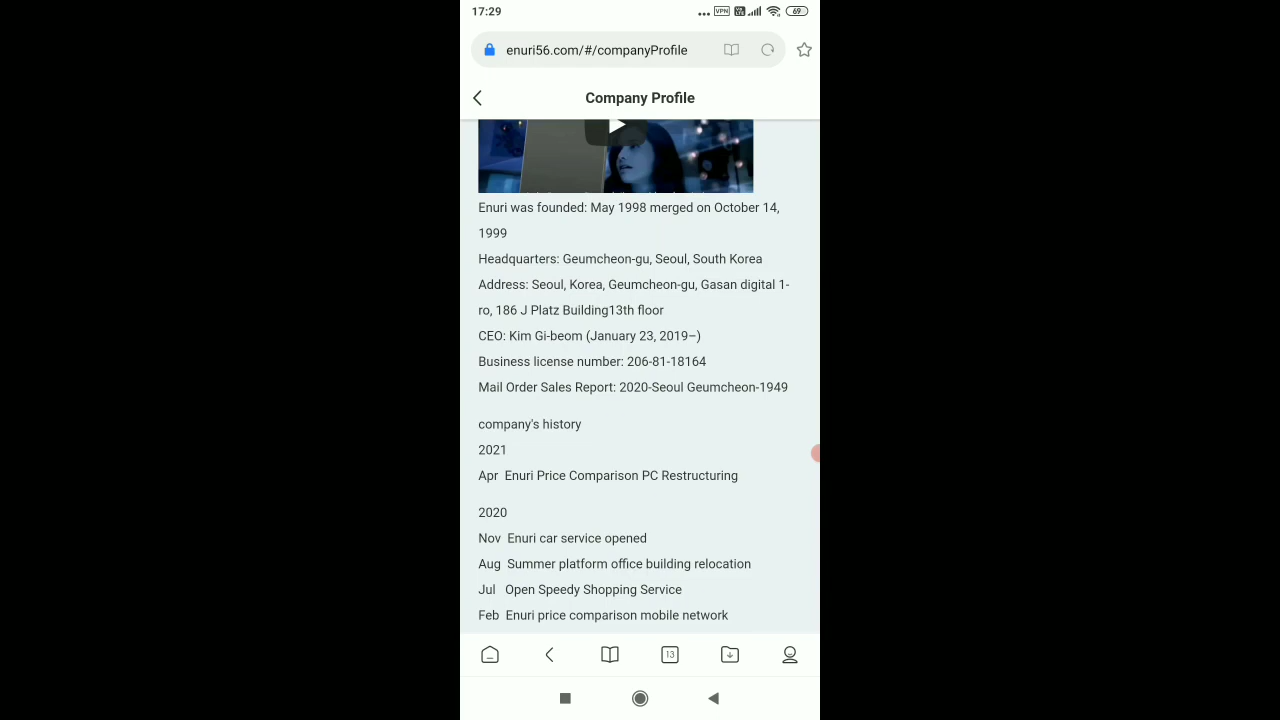 17:29
VPN
69
enuri56.com/#/companyProfile
Company Profile
Enuri was founded: May 1998 merged on October 14,
1999
Headquarters: Geumcheon-gu, Seoul, South Korea
Address: Seoul, Korea, Geumcheon-gu, Gasan digital 1-
ro, 186 J Platz Building13th floor
CEO: Kim Gi-beom (January 23, 2019~)
Business license number: 206-81-18164
Mail Order Sales Report: 2020-Seoul Geumcheon-1949
company's history
2021
Apr Enuri Price Comparison PC Restructuring
2020
Nov Enuri car service opened
Aug Summer platform office building relocation
Jul Open Speedy Shopping Service
Feb Enuri price comparison mobile network
13